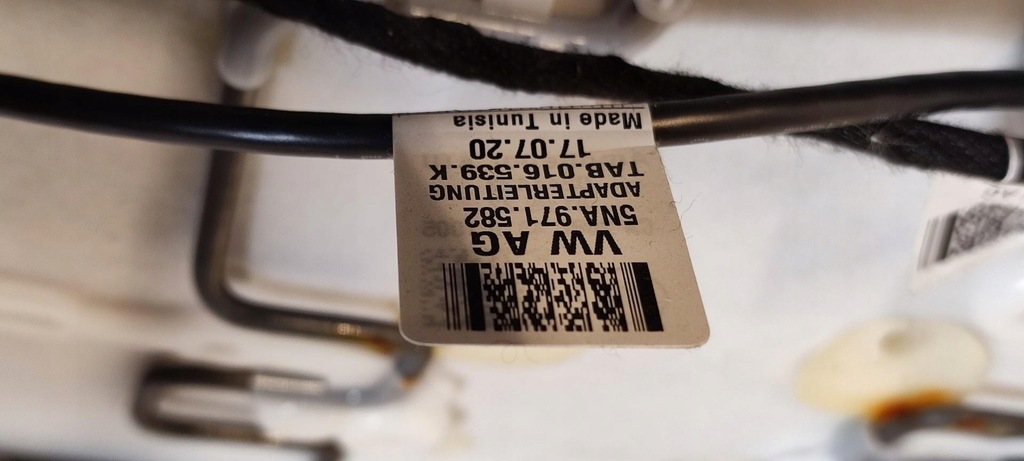 VW AG
5NA.971.582
ADAPTERLEITUNG
TAB.016.539.K
17.07.20
Made in Tunisia